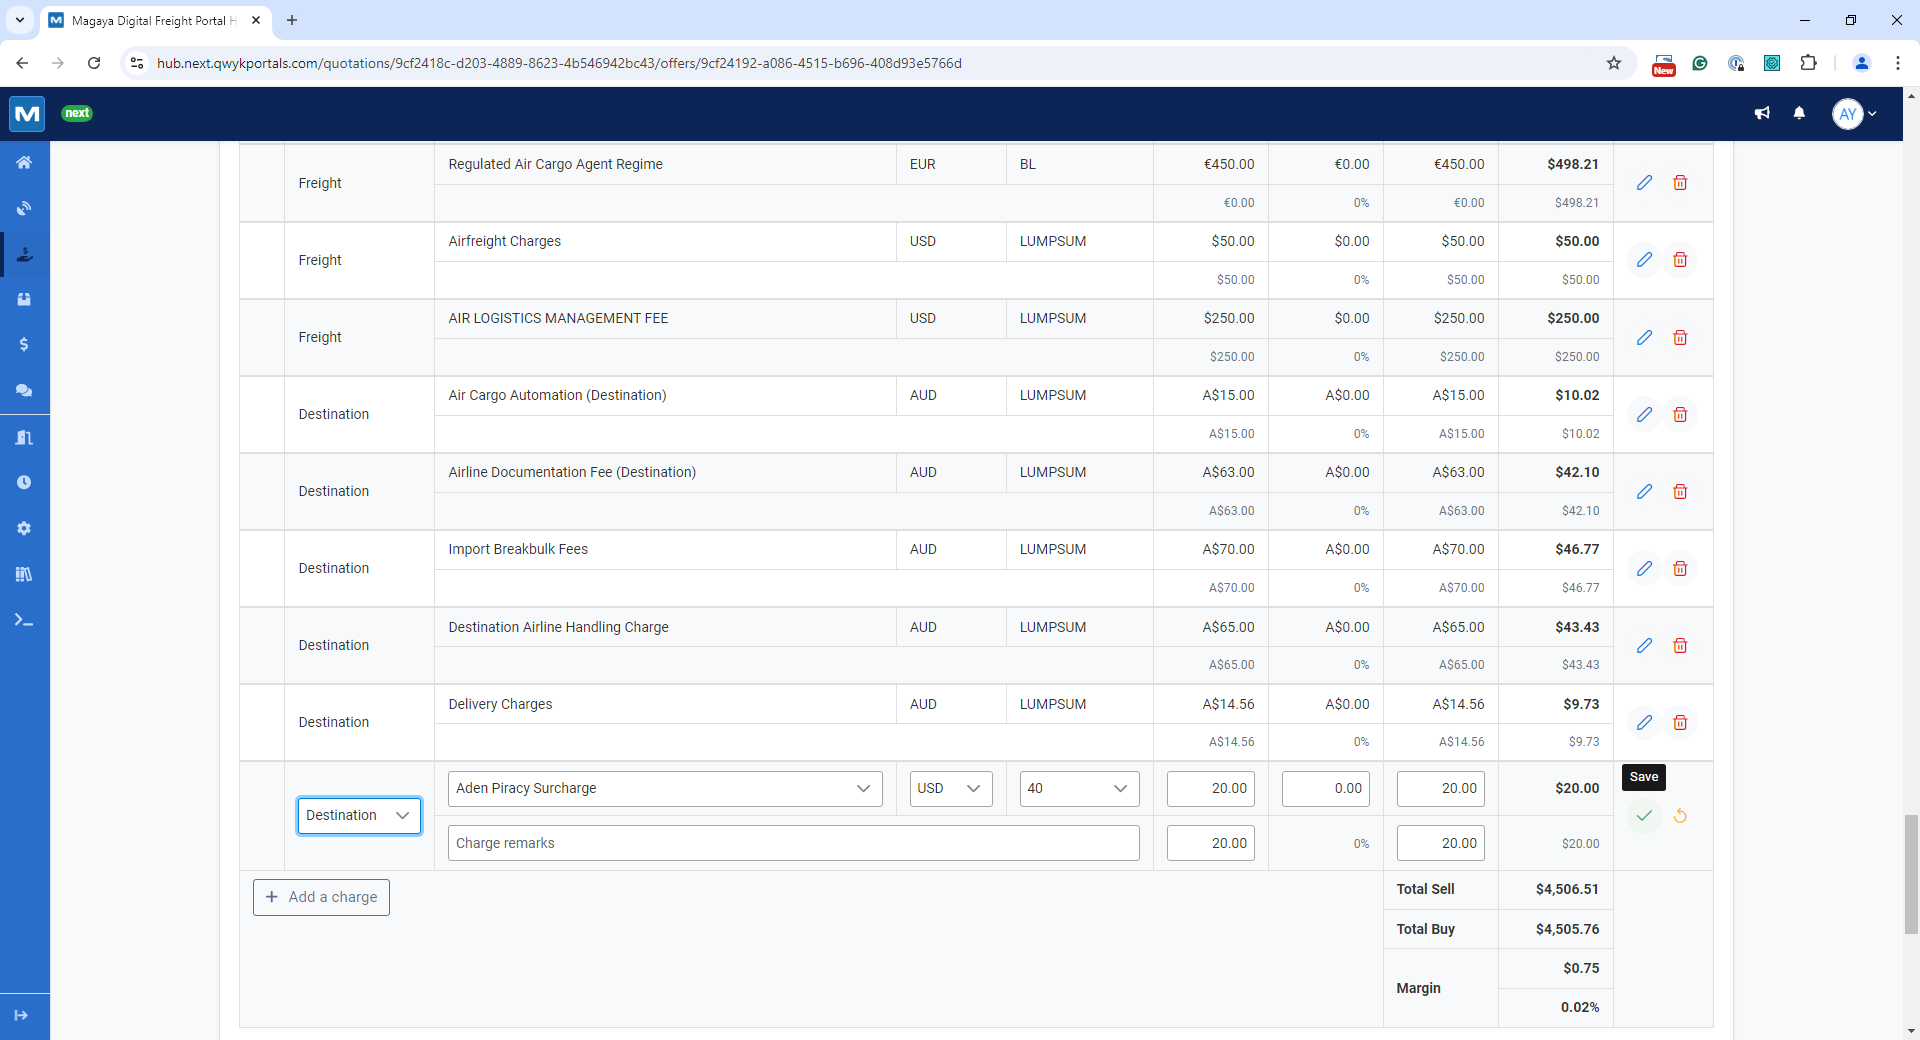 Magaya Digital Freight Portal H
hub.next.qwykportals.com/quotations/9cf2418c-d203-4889-8623-4b546942bc43/offers/9cf24192-a086-4515-b696-408d93e5766d
New
next
AY
Freight
Regulated Air Cargo Agent Regime EUR BL €450.00 €0.00 €450.00 $498.21
€0.00 0% €0.00 $498.21
Freight
Airfreight Charges USD LUMPSUM $50.00 $0.00 $50.00 $50.00
$50.00 0% $50.00 $50.00
Freight
AIR LOGISTICS MANAGEMENT FEE USD LUMPSUM $250.00 $0.00 $250.00 $250.00
$250.00 0% $250.00 $250.00
Destination
Air Cargo Automation (Destination) AUD LUMPSUM A$15.00 A$0.00 A$15.00 $10.02
A$15.00 0% A$15.00 $10.02
Destination
Airline Documentation Fee (Destination) AUD LUMPSUM A$63.00 A$0.00 A$63.00 $42.10
A$63.00 0% A$63.00 $42.10
Destination
Import Breakbulk Fees AUD LUMPSUM A$70.00 A$0.00 A$70.00 $46.77
A$70.00 0% A$70.00 $46.77
Destination
Destination Airline Handling Charge AUD LUMPSUM A$65.00 A$0.00 A$65.00 $43.43
A$65.00 0% A$65.00 $43.43
Destination
Delivery Charges AUD LUMPSUM A$14.56 A$0.00 A$14.56 $9.73
A$14.56 0% A$14.56 $9.73
Destination
Aden Piracy Surcharge USD 40 20.00 0.00 20.00 $20.00
Save
Charge remarks 20.00 0% 20.00 $20.00
+ Add a charge
Total Sell $4,506.51
Total Buy $4,505.76
Margin $0.75
0.02%